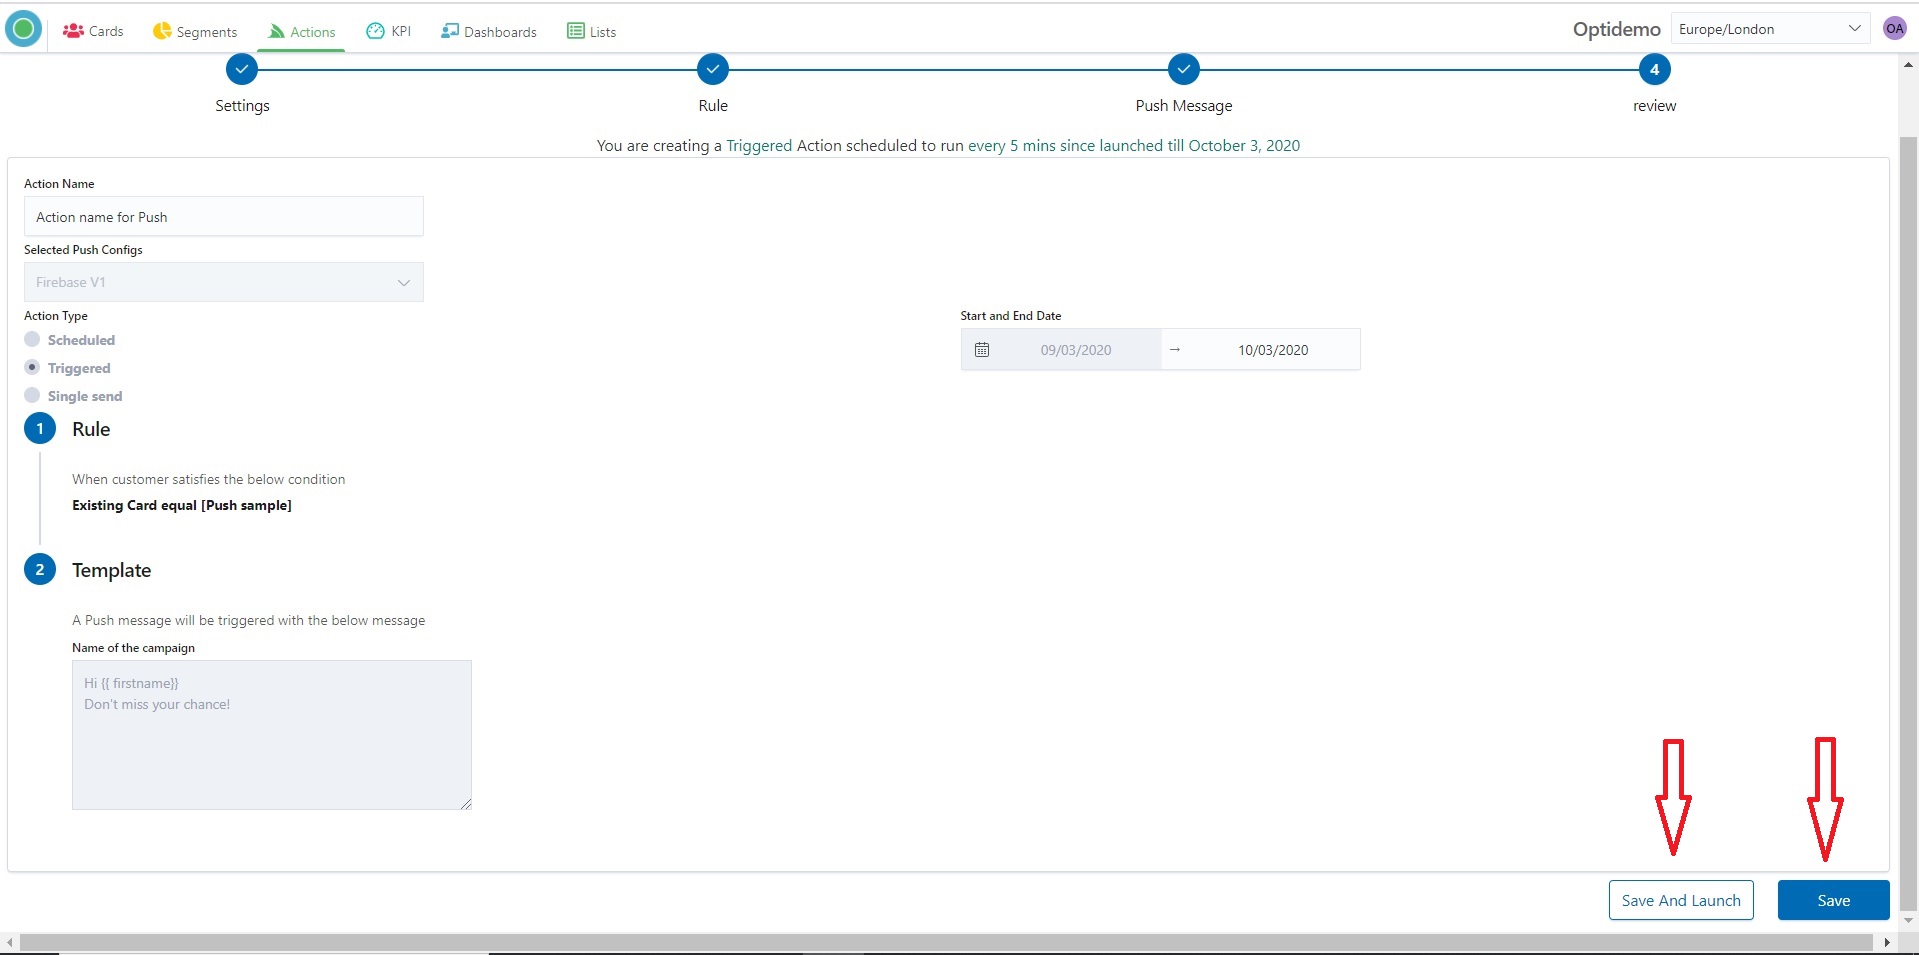 Cards
Segments
Actions
KPI
Dashboards
Lists
Optidemo
Europe/London
OA
4
Settings
Rule
Push Message
review
You are creating a Triggered Action scheduled to run every 5 mins since launched till October 3, 2020
Action Name
Action name for Push
Selected Push Configs
Firebase V1
Action Type
Start and End Date
Scheduled
09/03/2020 → 10/03/2020
Triggered
Single send
1 Rule
When customer satisfies the below condition
Existing Card equal [Push sample]
2 Template
A Push message will be triggered with the below message
Name of the campaign
Hi {{ firstname}}
Don't miss your chance!
Save And Launch
Save